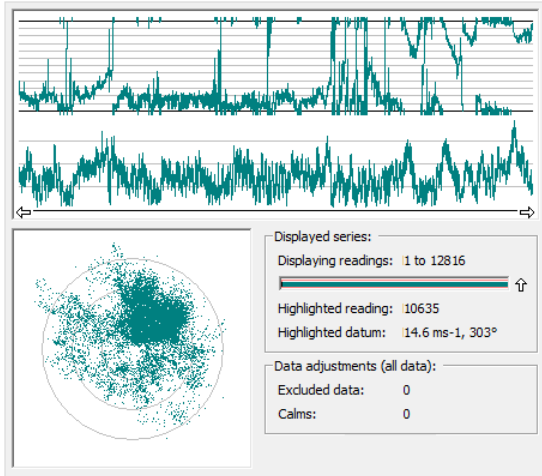 Displayed series:
Displaying readings: 1 to 12816
Highlighted reading: 10635
Highlighted datum: 14.6 ms-1, 303°
Data adjustments (all data):
Excluded data: 0
Calms: 0